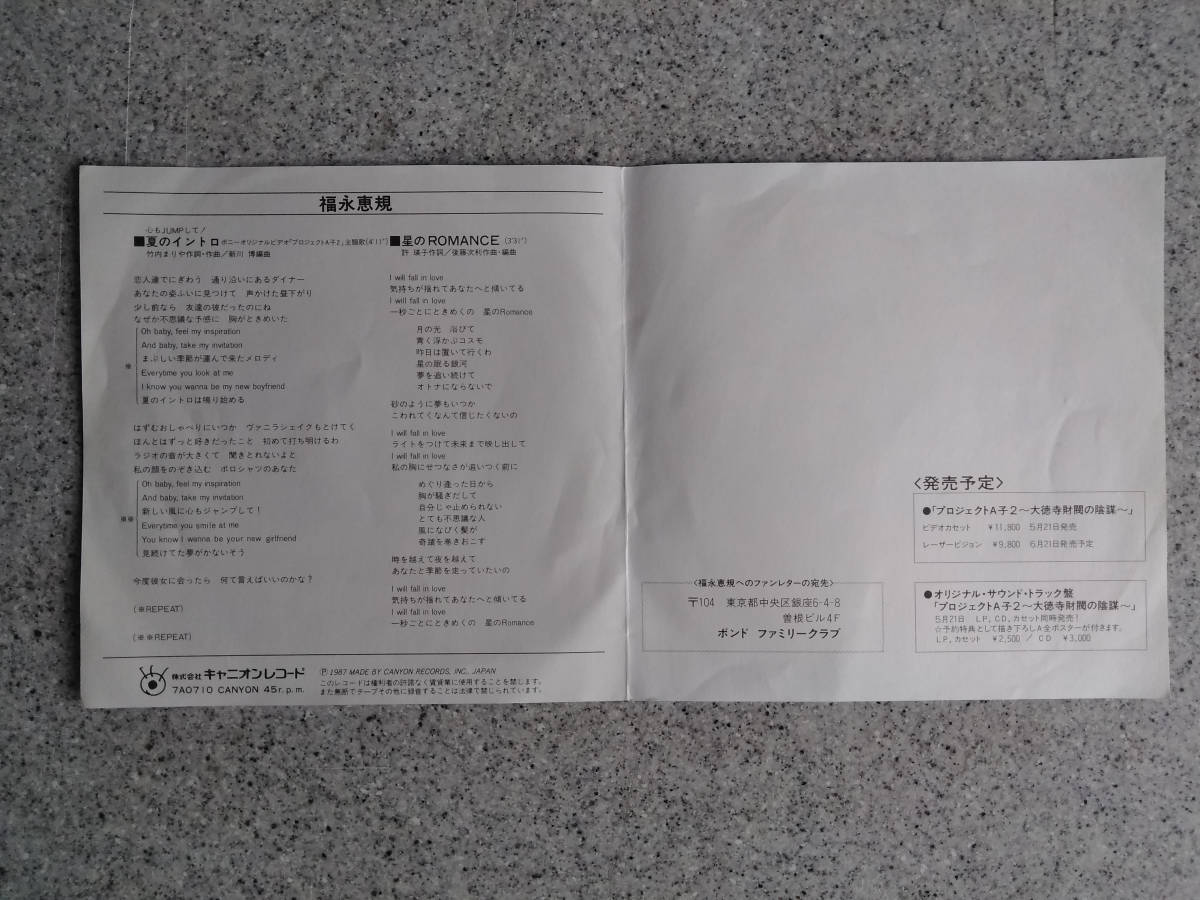 福永恵規
心もJUMPして!
■夏のイントロ ポニーオリジナルビデオ「プロジェクトA子2」主題歌(4'11")
竹内まりや作詞・作曲/新川 博編曲
恋人達でにぎわう 通り沿いにあるダイナー
あなたの姿ふいに見つけて 声かけた昼下がり
少し前なら 友達の彼だったのにね
なぜか不思議な予感に 胸がときめいた
Oh baby, feel my inspiration
And baby, take my invitation
まぶしい季節が運んで来たメロディ
※ Everytime you look at me
I know you wanna be my new boyfriend
夏のイントロは鳴り始める
はずむおしゃべりにいつか ヴァニラシェイクもとけてく
ほんとはずっと好きだったこと 初めて打ち明けるわ
ラジオの音が大きくて 聞きとれないよと
私の顔をのぞき込む ポロシャツのあなた
Oh baby, feel my inspiration
And baby, take my invitation
新しい風に心もジャンプして!
※※ Everytime you smile at me
You know I wanna be your new girlfriend
見続けてた夢がかないそう
今度彼女に会ったら 何て言えばいいのかな?
(※REPEAT)
(※※REPEAT)
■星のROMANCE (3'31")
許 瑛子作詞/後藤次利作曲・編曲
I will fall in love
気持ちが揺れてあなたへと傾いてる
I will fall in love
一秒ごとにときめくの 星のRomance
月の光 浴びて
青く浮かぶコスモ
昨日は置いて行くわ
星の眠る銀河
夢を追い続けて
オトナにならないで
砂のように夢もいつか
こわれてくなんて信じたくないの
I will fall in love
ライトをつけて未来まで映し出して
I will fall in love
私の胸にせつなさが追いつく前に
めぐり逢った日から
胸が騒ぎだして
自分じゃ止められない
とても不思議な人
風になびく髪が
奇蹟を巻きおこす
時を越えて夜を越えて
あなたと季節を走っていたいの
I will fall in love
気持ちが揺れてあなたへと傾いてる
I will fall in love
一秒ごとにときめくの 星のRomance
株式会社キャニオンレコード
7A0710 CANYON 45r.p.m.
Ⓟ1987 MADE BY CANYON RECORDS, INC. JAPAN
このレコードは権利者の許諾なく賃貸業に使用することを禁じます。
また無断でテープその他に録音することは法律で禁じられています。
〈福永恵規へのファンレターの宛先〉
〒104 東京都中央区銀座6-4-8
曽根ビル4F
ボンド ファミリークラブ
〈発売予定〉
●「プロジェクトA子2〜大徳寺財閥の陰謀〜」
ビデオカセット ¥11,800 5月21日発売
レーザービジョン ¥9,800 6月21日発売予定
●オリジナル・サウンド・トラック盤
「プロジェクトA子2〜大徳寺財閥の陰謀〜」
5月21日 LP,CD,カセット同時発売!
☆予約特典として描き下ろしA全ポスターが付きます。
LP,カセット ¥2,500 / CD ¥3,000